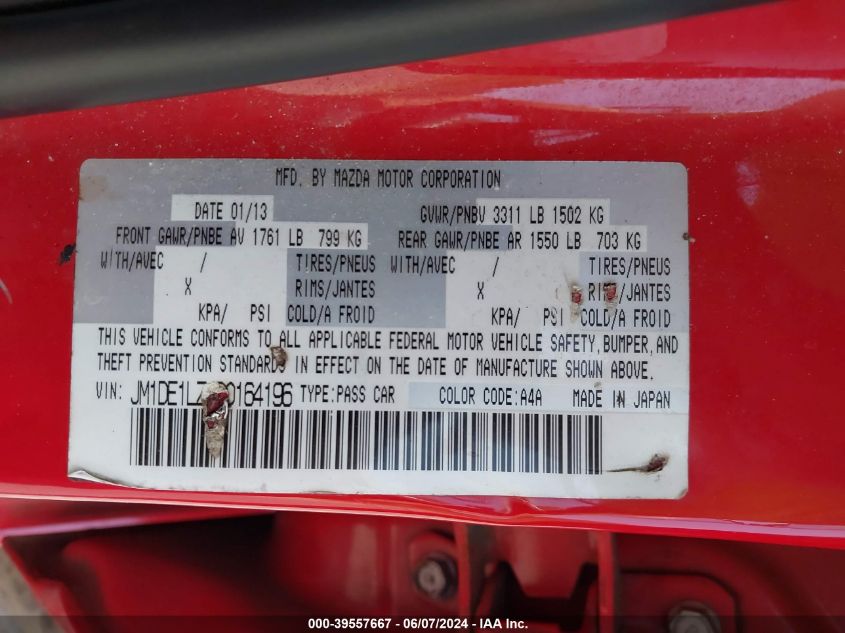 MFD. BY MAZDA MOTOR CORPORATION
DATE 01/13 GVWR/PNBV 3311 LB 1502 KG
FRONT GAWR/PNBE AV 1761 LB 799 KG REAR GAWR/PNBE AR 1550 LB 703 KG
WITH/AVEC / TIRES/PNEUS WITH/AVEC / TIRES/PNEUS
X RIMS/JANTES X RIMS/JANTES
KPA/ PSI COLD/A FROID KPA/ PSI COLD/A FROID
THIS VEHICLE CONFORMS TO ALL APPLICABLE FEDERAL MOTOR VEHICLE SAFETY, BUMPER, AND
THEFT PREVENTION STANDARDS IN EFFECT ON THE DATE OF MANUFACTURE SHOWN ABOVE.
VIN: TYPE: PASS CAR COLOR CODE: A4A MADE IN JAPAN
000-39557667 - 06/07/2024 - IAA Inc.